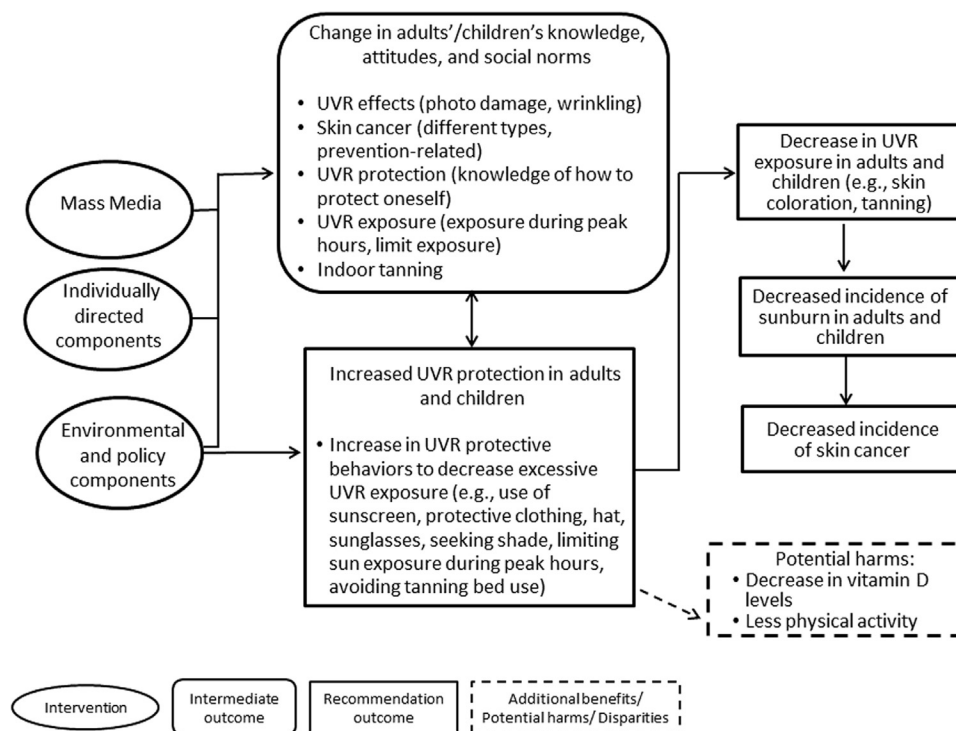 Change in adults'/children's knowledge,
attitudes, and social norms
• UVR effects (photo damage, wrinkling)
• Skin cancer (different types,
prevention-related)
• UVR protection (knowledge of how to
protect oneself)
• UVR exposure (exposure during peak
hours, limit exposure)
• Indoor tanning
Mass Media
Individually
directed
components
Environmental
and policy
components
Increased UVR protection in adults
and children
• Increase in UVR protective
behaviors to decrease excessive
UVR exposure (e.g., use of
sunscreen, protective clothing, hat,
sunglasses, seeking shade, limiting
sun exposure during peak hours,
avoiding tanning bed use)
Decrease in UVR
exposure in adults and
children (e.g., skin
coloration, tanning)
Decreased incidence of
sunburn in adults and
children
Decreased incidence
of skin cancer
Potential harms:
• Decrease in vitamin D
levels
• Less physical activity
Intervention
Intermediate
outcome
Recommendation
outcome
Additional benefits/
Potential harms/ Disparities